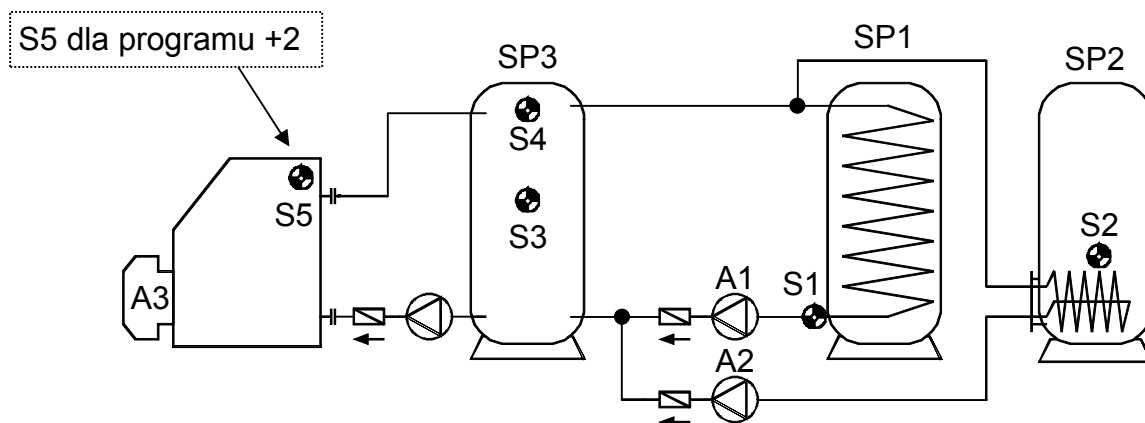 S5 dla programu +2
SP3
SP1
SP2
S4
S5
S3
S2
A3
A1
S1
A2